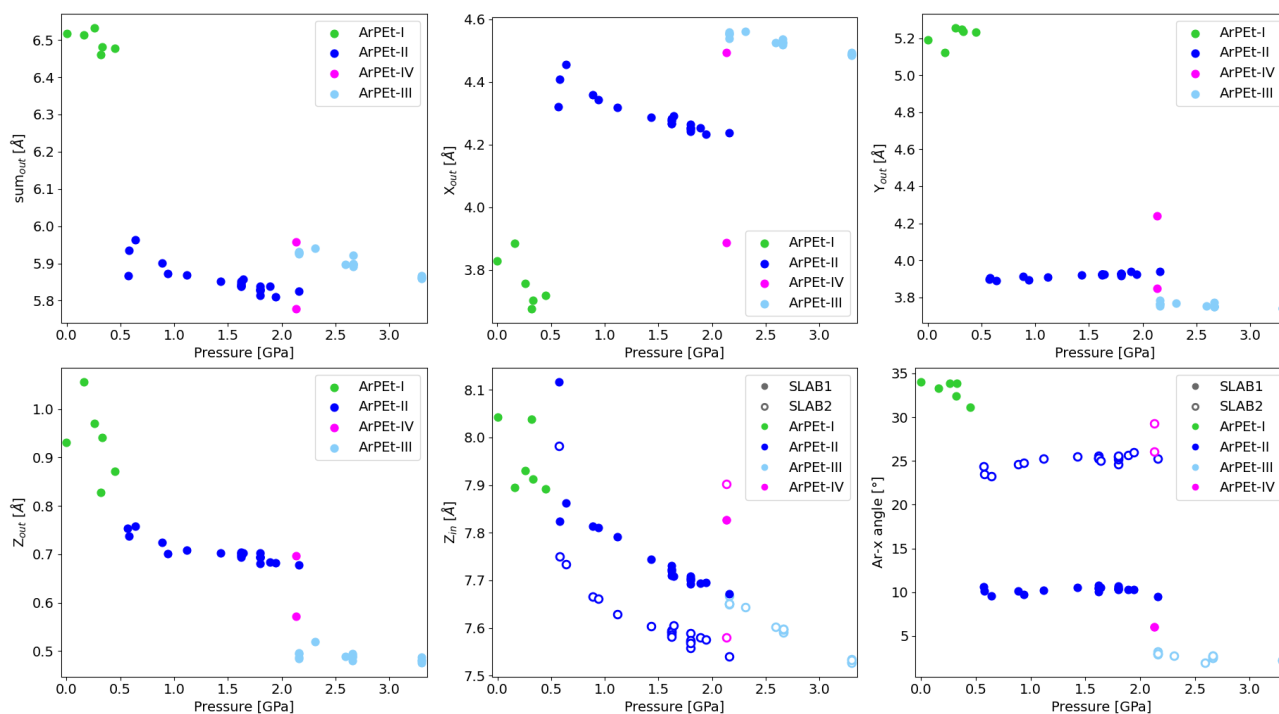 6.5
6.4
6.3
6.2
6.1
6.0
5.9
5.8
sum_out [Å]
0.0 0.5 1.0 1.5 2.0 2.5 3.0
Pressure [GPa]
ArPEt-I
ArPEt-II
ArPEt-IV
ArPEt-III
4.6
4.4
4.2
4.0
3.8
X_out [Å]
0.0 0.5 1.0 1.5 2.0 2.5 3.0
Pressure [GPa]
ArPEt-I
ArPEt-II
ArPEt-IV
ArPEt-III
5.2
5.0
4.8
4.6
4.4
4.2
4.0
3.8
Y_out [Å]
0.0 0.5 1.0 1.5 2.0 2.5 3.0
Pressure [GPa]
ArPEt-I
ArPEt-II
ArPEt-IV
ArPEt-III
1.0
0.9
0.8
0.7
0.6
0.5
Z_out [Å]
0.0 0.5 1.0 1.5 2.0 2.5 3.0
Pressure [GPa]
ArPEt-I
ArPEt-II
ArPEt-IV
ArPEt-III
8.1
8.0
7.9
7.8
7.7
7.6
7.5
Z_in [Å]
0.0 0.5 1.0 1.5 2.0 2.5 3.0
Pressure [GPa]
SLAB1
SLAB2
ArPEt-I
ArPEt-II
ArPEt-III
ArPEt-IV
35
30
25
20
15
10
5
Ar-x angle [°]
0.0 0.5 1.0 1.5 2.0 2.5 3.0
Pressure [GPa]
SLAB1
SLAB2
ArPEt-I
ArPEt-II
ArPEt-III
ArPEt-IV